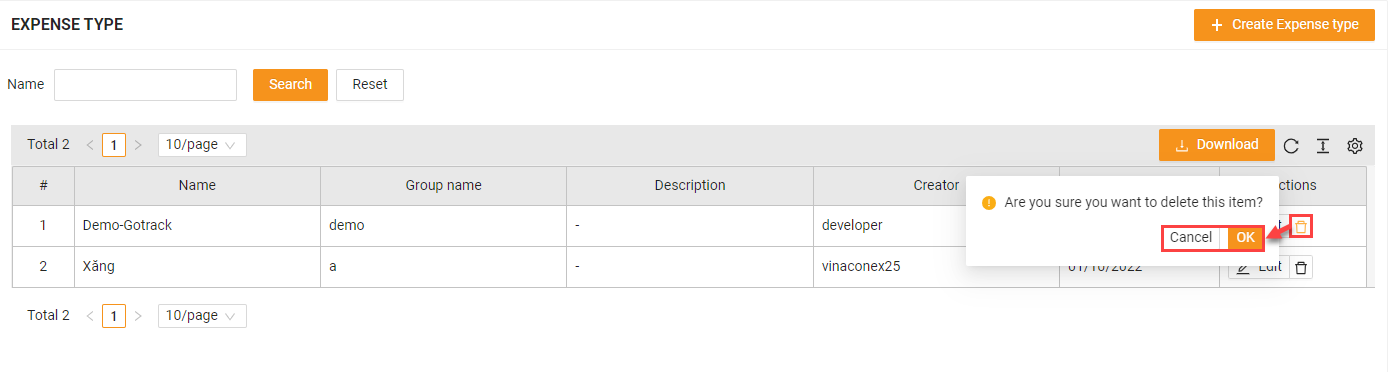 EXPENSE TYPE
+ Create Expense type
Name Search Reset
Total 2 < 1 > 10/page Download
# Name Group name Description Creator ctions
Are you sure you want to delete this item?
1 Demo-Gotrack demo - developer
Cancel OK
2 Xăng a - vinaconex25 01/10/2022 Edit
Total 2 < 1 > 10/page